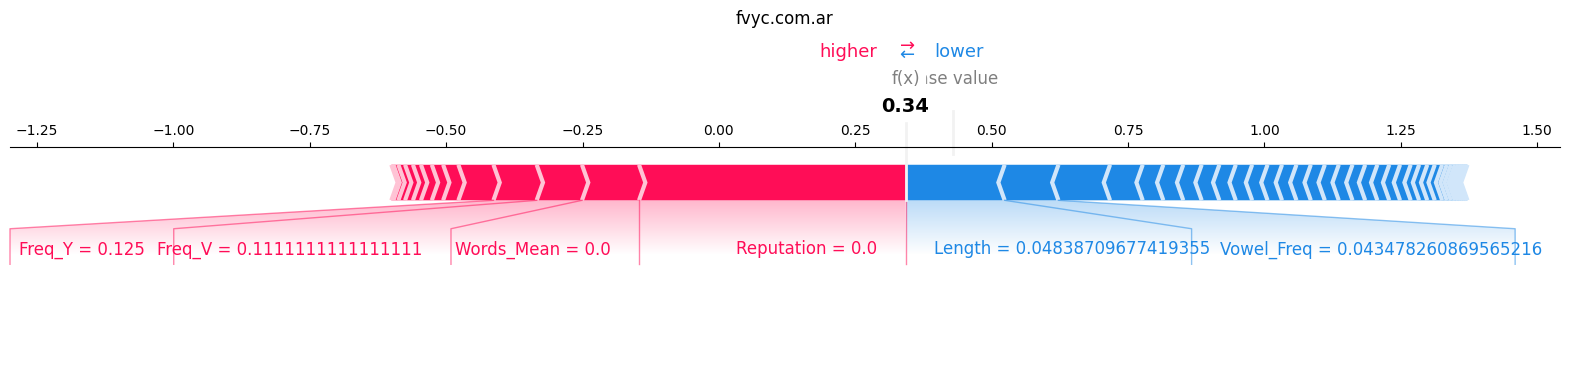 fvyc.com.ar
higher ⇄ lower
f(x) se value
0.34
−1.25 −1.00 −0.75 −0.50 −0.25 0.00 0.25 0.50 0.75 1.00 1.25 1.50
Freq_Y = 0.125 Freq_V = 0.1111111111111111 Words_Mean = 0.0 Reputation = 0.0 Length = 0.04838709677419355 Vowel_Freq = 0.043478260869565216